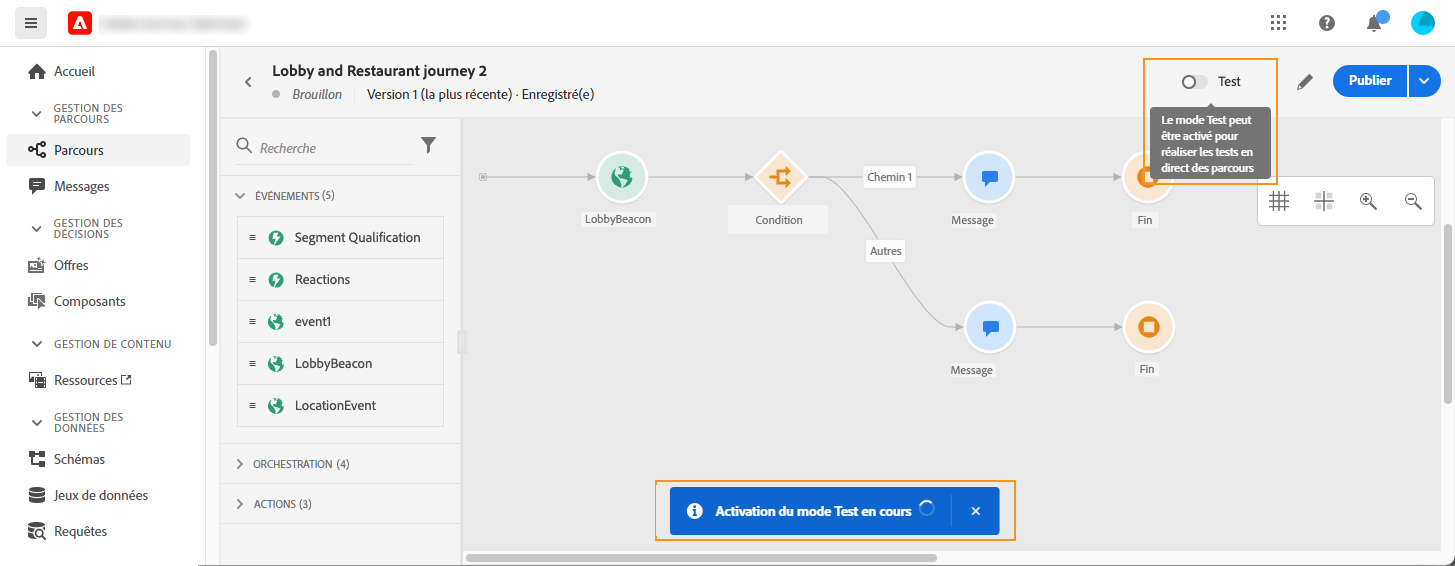 Lobby and Restaurant journey 2
Brouillon
Version 1 (la plus récente) · Enregistré(e)
Test
Publier
Le mode Test peut
être activé pour
réaliser les tests en
direct des parcours
Accueil
GESTION DES
PARCOURS
Parcours
Messages
GESTION DES
DÉCISIONS
Offres
Composants
GESTION DE CONTENU
Ressources
GESTION DES
DONNÉES
Schémas
Jeux de données
Requêtes
Recherche
ÉVÉNEMENTS (5)
Segment Qualification
Reactions
event1
LobbyBeacon
LocationEvent
ORCHESTRATION (4)
ACTIONS (3)
LobbyBeacon
Condition
Chemin 1
Message
Fin
Autres
Message
Fin
Activation du mode Test en cours